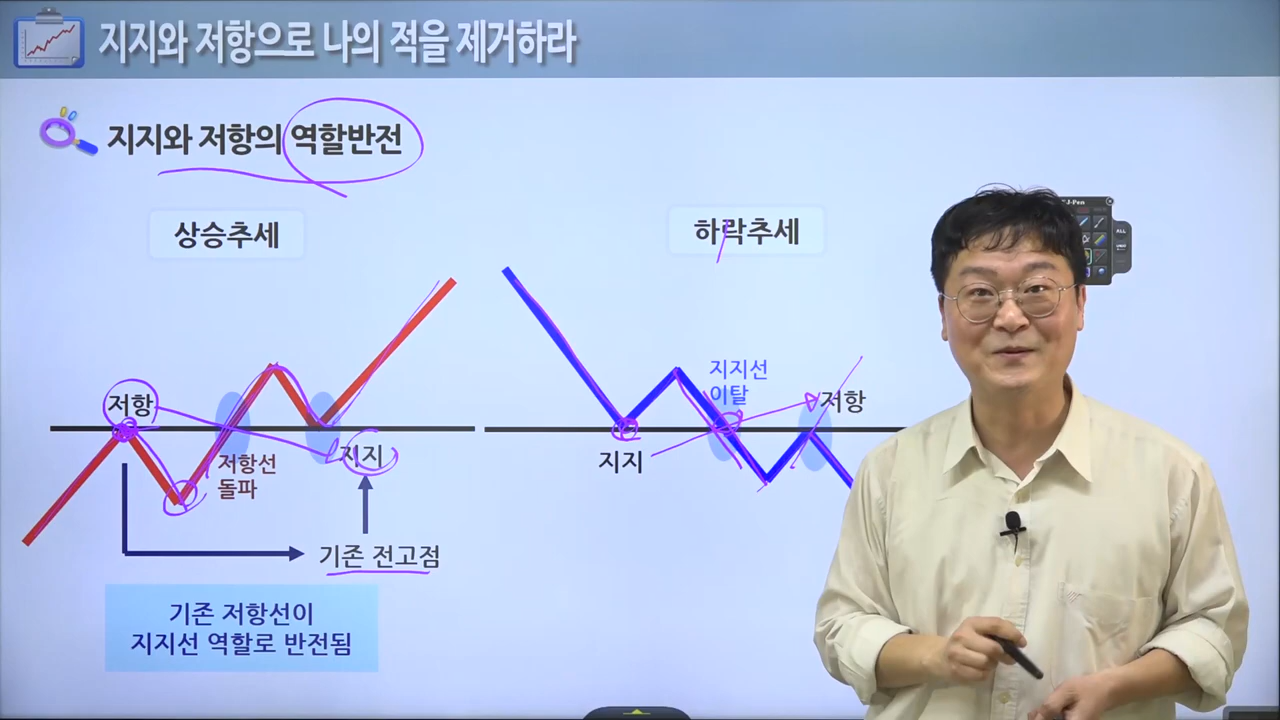 지지와 저항으로 나의 적을 제거하라
지지와 저항의 역할반전
상승추세
하락추세
저항
저항선
돌파
지지
기존 전고점
기존 저항선이
지지선 역할로 반전됨
지지선
이탈
저항
지지
J-Pen
ALL